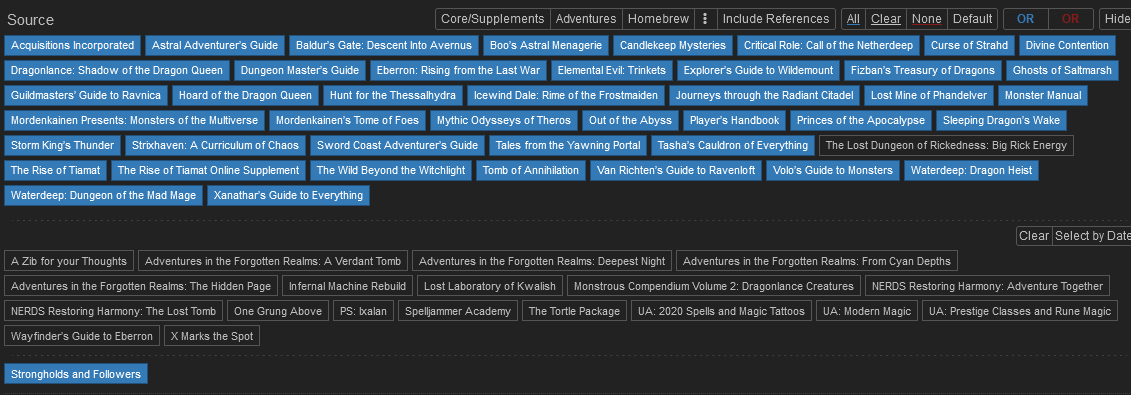 Source Core/Supplements Adventures Homebrew Include References All Clear None Default OR OR Hide
Acquisitions Incorporated Astral Adventurer's Guide Baldur's Gate: Descent Into Avernus Boo's Astral Menagerie Candlekeep Mysteries Critical Role: Call of the Netherdeep Curse of Strahd Divine Contention
Dragonlance: Shadow of the Dragon Queen Dungeon Master's Guide Eberron: Rising from the Last War Elemental Evil: Trinkets Explorer's Guide to Wildemount Fizban's Treasury of Dragons Ghosts of Saltmarsh
Guildmasters' Guide to Ravnica Hoard of the Dragon Queen Hunt for the Thessalhydra Icewind Dale: Rime of the Frostmaiden Journeys through the Radiant Citadel Lost Mine of Phandelver Monster Manual
Mordenkainen Presents: Monsters of the Multiverse Mordenkainen's Tome of Foes Mythic Odysseys of Theros Out of the Abyss Player's Handbook Princes of the Apocalypse Sleeping Dragon's Wake
Storm King's Thunder Strixhaven: A Curriculum of Chaos Sword Coast Adventurer's Guide Tales from the Yawning Portal Tasha's Cauldron of Everything The Lost Dungeon of Rickedness: Big Rick Energy
The Rise of Tiamat The Rise of Tiamat Online Supplement The Wild Beyond the Witchlight Tomb of Annihilation Van Richten's Guide to Ravenloft Volo's Guide to Monsters Waterdeep: Dragon Heist
Waterdeep: Dungeon of the Mad Mage Xanathar's Guide to Everything
Clear Select by Date
A Zib for your Thoughts Adventures in the Forgotten Realms: A Verdant Tomb Adventures in the Forgotten Realms: Deepest Night Adventures in the Forgotten Realms: From Cyan Depths
Adventures in the Forgotten Realms: The Hidden Page Infernal Machine Rebuild Lost Laboratory of Kwalish Monstrous Compendium Volume 2: Dragonlance Creatures NERDS Restoring Harmony: Adventure Together
NERDS Restoring Harmony: The Lost Tomb One Grung Above PS: Ixalan Spelljammer Academy The Tortle Package UA: 2020 Spells and Magic Tattoos UA: Modern Magic UA: Prestige Classes and Rune Magic
Wayfinder's Guide to Eberron X Marks the Spot
Strongholds and Followers